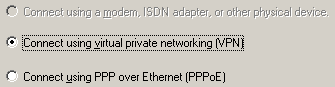 Connect using a modem, ISDN adapter, or other physical device.
Connect using virtual private networking (VPN)
Connect using PPP over Ethernet (PPPoE)